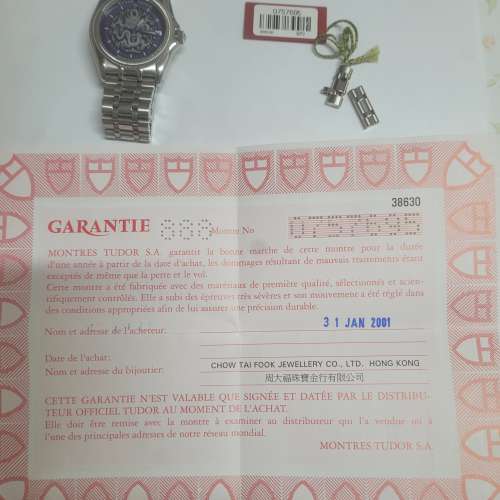 0757695
38630
GARANTIE 888 Montre No 0757695
MONTRES TUDOR S.A. garantit la bonne marche de cette montre pour la durée
d'une année à partir de la date d'achat, les dommages résultant de mauvais traitements étant
exceptés de même que la perte et le vol.
Cette montre a été fabriquée avec des matériaux de première qualité, sélectionnés et scien-
tifiquement contrôlés. Elle a subi des épreuves très sévères et son mouvement a été réglé dans
des conditions appropriées afin de lui assurer une précision durable.
31 JAN 2001
Nom et adresse de l'acheteur:
Date de l'achat:
CHOW TAI FOOK JEWELLERY CO., LTD. HONG KONG
Nom et adresse du bijoutier:
周大福珠寶金行有限公司
CETTE GARANTIE N'EST VALABLE QUE SIGNÉE ET DATÉE PAR LE DISTRIBU-
TEUR OFFICIEL TUDOR AU MOMENT DE L'ACHAT.
Elle doit être remise avec la montre à examiner au distributeur qui l'a vendue ou à
l'une des principales adresses de notre réseau mondial.
MONTRES TUDOR S.A.